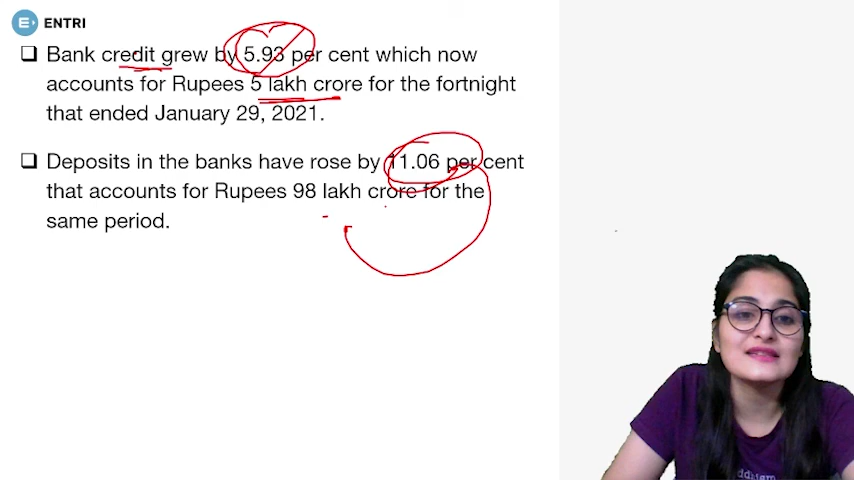 ENTRI
Bank credit grew by 5.93 per cent which now
accounts for Rupees 5 lakh crore for the fortnight
that ended January 29, 2021.
Deposits in the banks have rose by 11.06 per cent
that accounts for Rupees 98 lakh crore for the
same period.